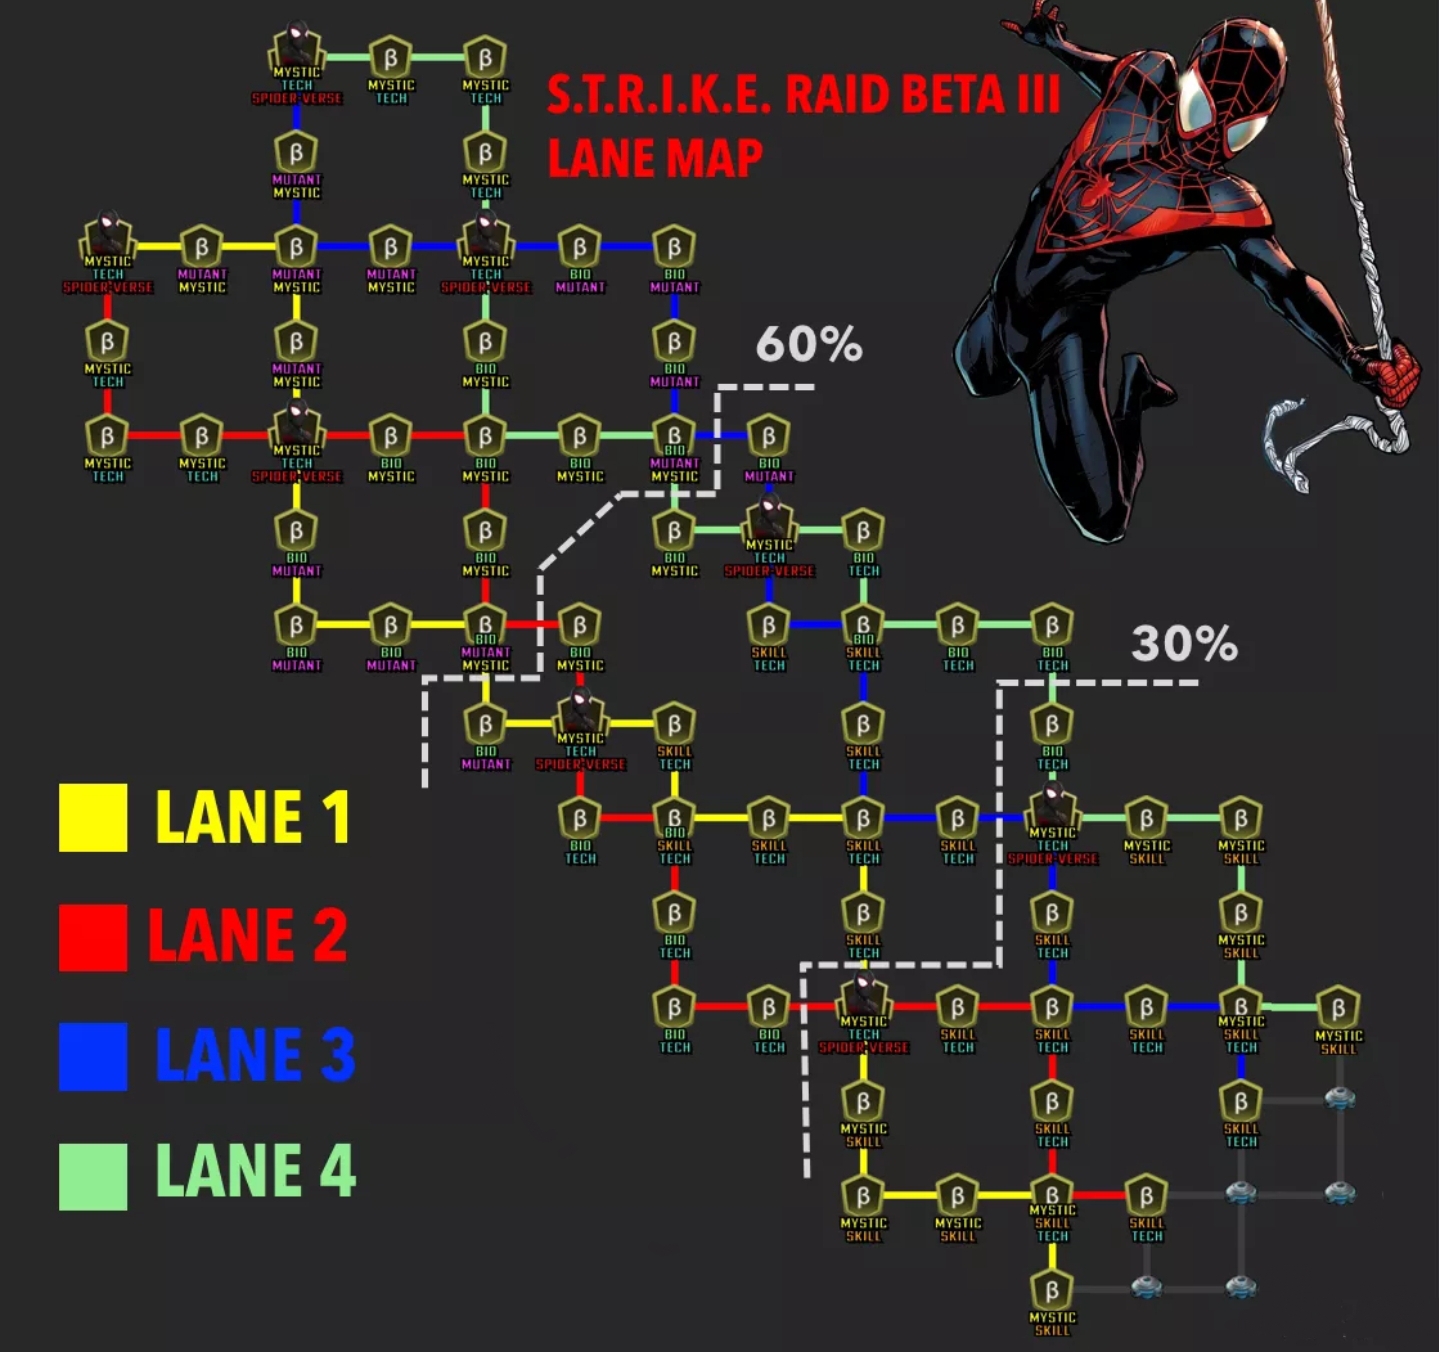 MYSTIC
TECH
SPIDER-VERSE
β
MYSTIC
TECH
β
MYSTIC
TECH
S.T.R.I.K.E. RAID BETA III
LANE MAP
β
MUTANT
MYSTIC
β
MYSTIC
TECH
MYSTIC
TECH
SPIDER-VERSE
β
MUTANT
MYSTIC
β
MUTANT
MYSTIC
β
MUTANT
MYSTIC
MYSTIC
TECH
SPIDER-VERSE
β
BIO
MUTANT
β
BIO
MUTANT
β
MYSTIC
TECH
β
MUTANT
MYSTIC
β
BIO
MYSTIC
β
BIO
MUTANT
60%
β
MYSTIC
TECH
β
MYSTIC
TECH
MYSTIC
TECH
SPIDER-VERSE
β
BIO
MYSTIC
β
BIO
MYSTIC
β
BIO
MYSTIC
β
BIO
MUTANT
MYSTIC
β
BIO
MUTANT
β
BIO
MUTANT
β
BIO
MYSTIC
β
BIO
MYSTIC
MYSTIC
TECH
SPIDER-VERSE
β
BIO
TECH
β
BIO
MUTANT
β
BIO
MUTANT
β
BIO
MUTANT
MYSTIC
β
BIO
MYSTIC
β
SKILL
TECH
β
BIO
SKILL
TECH
β
BIO
TECH
β
BIO
TECH
30%
β
BIO
MUTANT
MYSTIC
TECH
SPIDER-VERSE
β
SKILL
TECH
β
SKILL
TECH
β
BIO
TECH
LANE 1
β
BIO
TECH
β
BIO
SKILL
TECH
β
SKILL
TECH
β
SKILL
TECH
β
SKILL
TECH
MYSTIC
TECH
SPIDER-VERSE
β
MYSTIC
SKILL
β
MYSTIC
SKILL
LANE 2
β
BIO
TECH
β
SKILL
TECH
β
SKILL
TECH
β
MYSTIC
SKILL
LANE 3
β
BIO
TECH
β
BIO
TECH
MYSTIC
TECH
SPIDER-VERSE
β
SKILL
TECH
β
SKILL
TECH
β
SKILL
TECH
β
MYSTIC
SKILL
TECH
β
MYSTIC
SKILL
β
MYSTIC
SKILL
β
SKILL
TECH
β
SKILL
TECH
LANE 4
β
MYSTIC
SKILL
β
MYSTIC
SKILL
β
MYSTIC
SKILL
TECH
β
SKILL
TECH
β
MYSTIC
SKILL